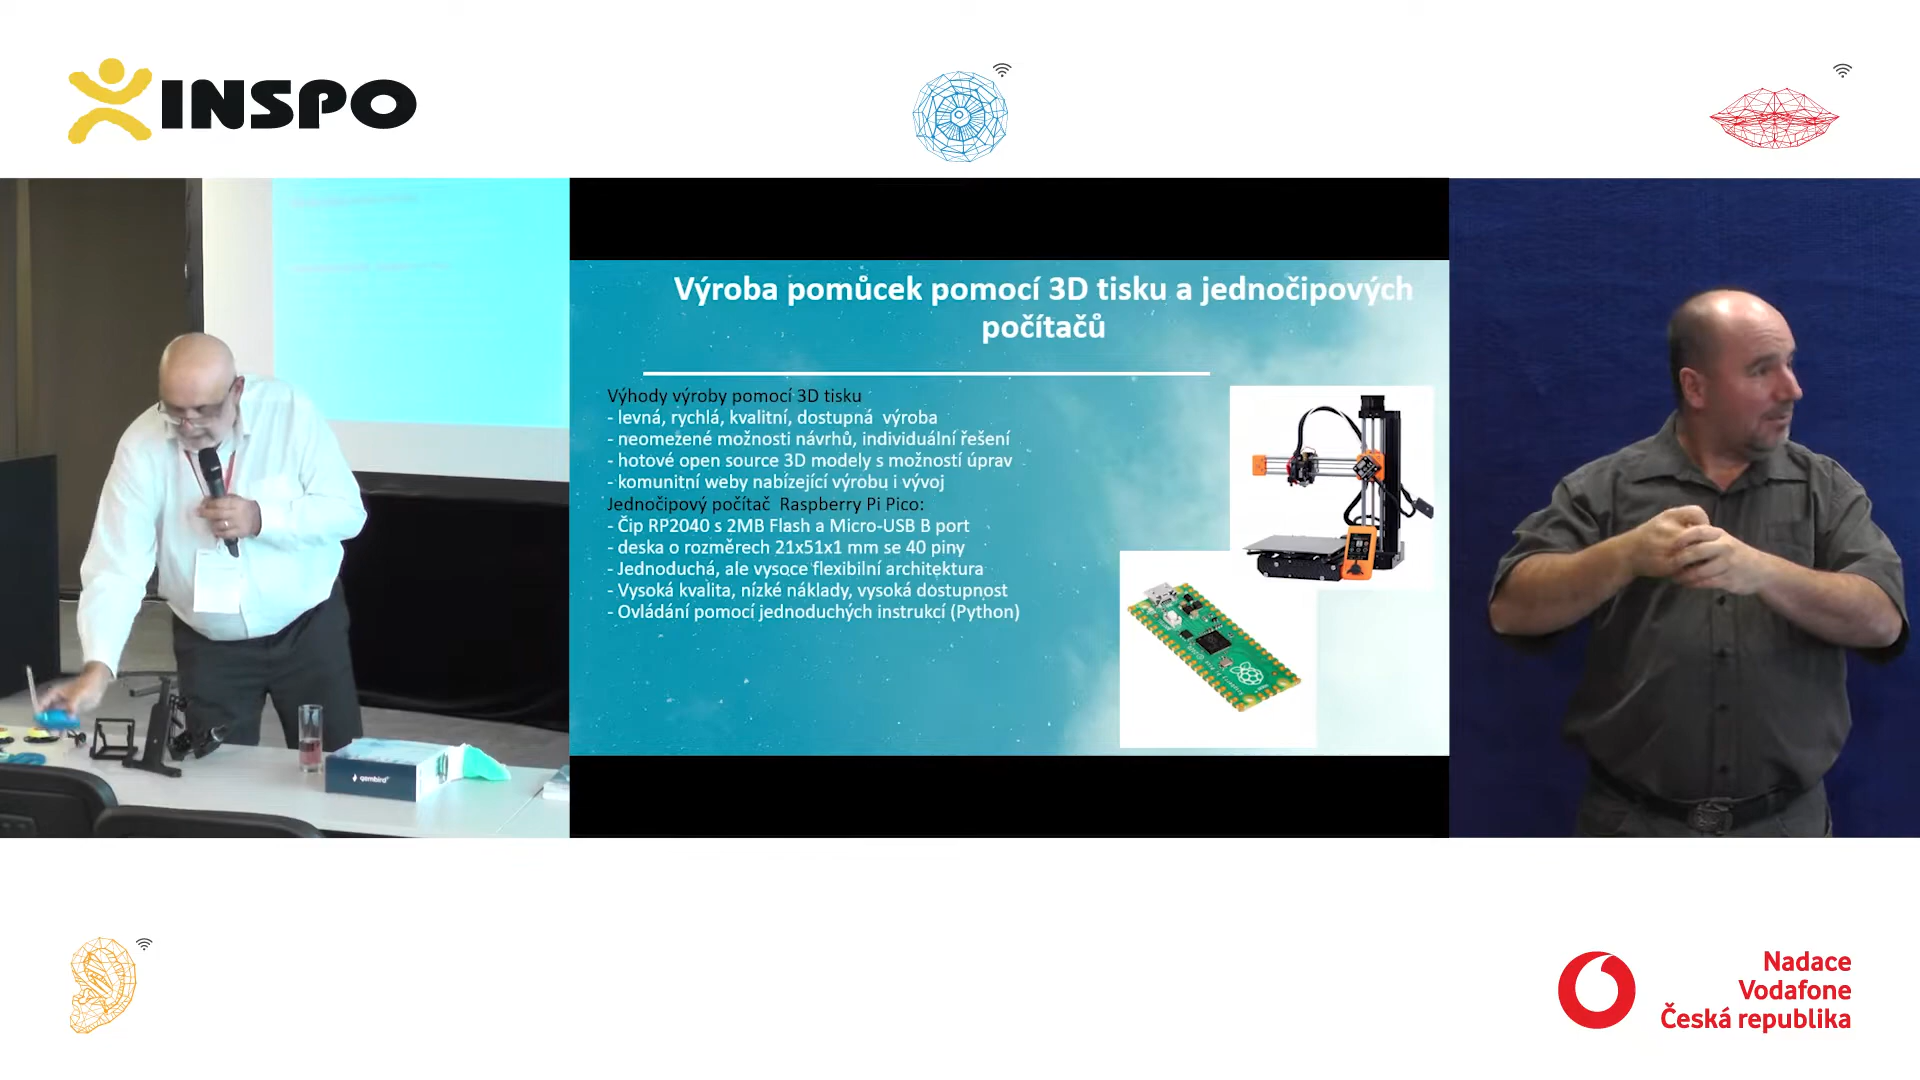 INSPO
Výroba pomůcek pomocí 3D tisku a jednočipových
počítačů
Výhody výroby pomocí 3D tisku
- levná, rychlá, kvalitní, dostupná výroba
- neomezené možnosti návrhů, individuální řešení
- hotové open source 3D modely s možností úprav
- komunitní weby nabízející výrobu i vývoj
Jednočipový počítač Raspberry Pi Pico:
- Čip RP2040 s 2MB Flash a Micro-USB B port
- deska o rozměrech 21x51x1 mm se 40 piny
- Jednoduchá, ale vysoce flexibilní architektura
- Vysoká kvalita, nízké náklady, vysoká dostupnost
- Ovládání pomocí jednoduchých instrukcí (Python)
gembird
Nadace
Vodafone
Česká republika